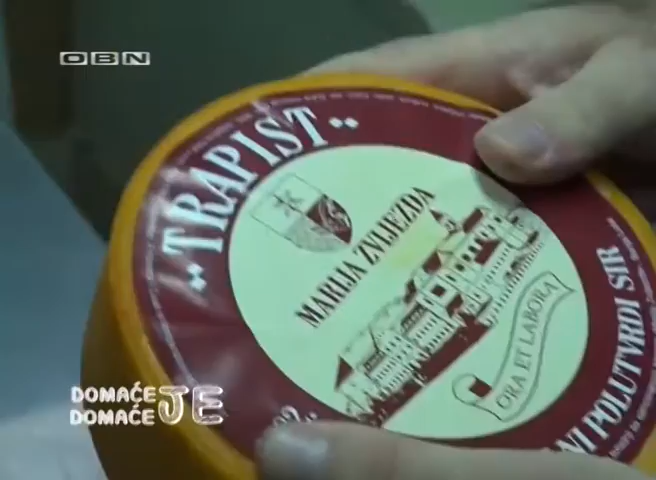 OBN
TRAPIST
MARIJA ZVIJEZDA
ORA ET LABORA
POLUTVRDI SIR
DOMAĆE JE
DOMAĆE